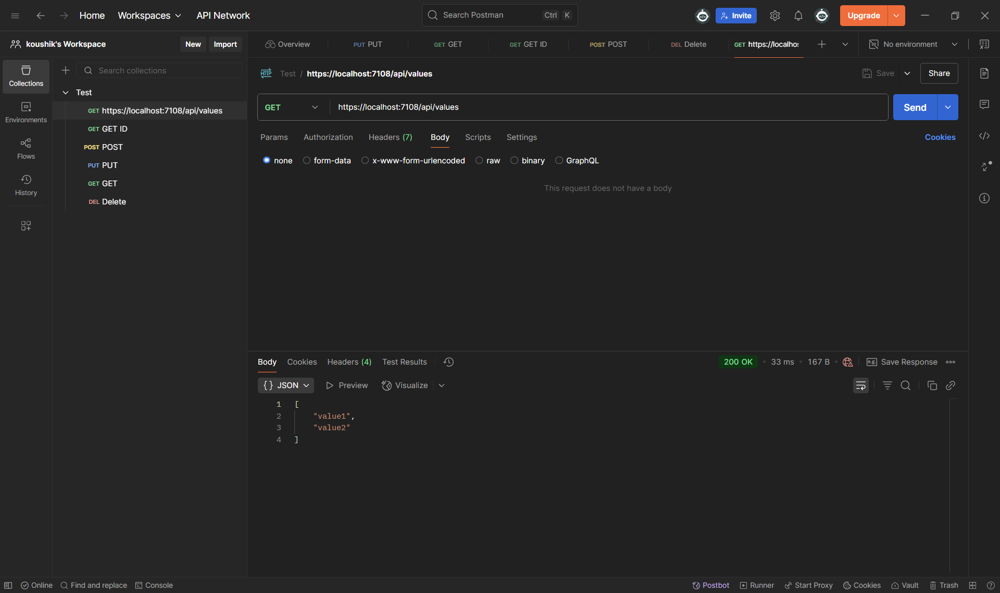 Home Workspaces API Network Search Postman Ctrl K Invite Upgrade
koushik's Workspace New Import Overview PUT PUT GET GET GET GET ID POST POST DEL Delete GET https://localhos No environment
Collections
Search collections
HTTP Test / https://localhost:7108/api/values Save Share
Test
GET https://localhost:7108/api/values
GET https://localhost:7108/api/values Send
Environments
GET GET ID
POST POST
PUT PUT
GET GET
DEL Delete
Flows
History
Params Authorization Headers (7) Body Scripts Settings Cookies
none form-data x-www-form-urlencoded raw binary GraphQL
This request does not have a body
Body Cookies Headers (4) Test Results 200 OK • 33 ms • 167 B • e.g. Save Response
{} JSON Preview Visualize
1 [
2 "value1",
3 "value2"
4 ]
Online Find and replace Console Postbot Runner Start Proxy Cookies Vault Trash